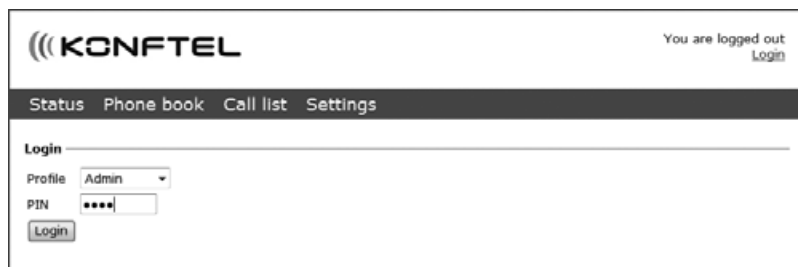 KONFTEL
You are logged out
Login
Status Phone book Call list Settings
Login
Profile Admin
PIN ••••
Login